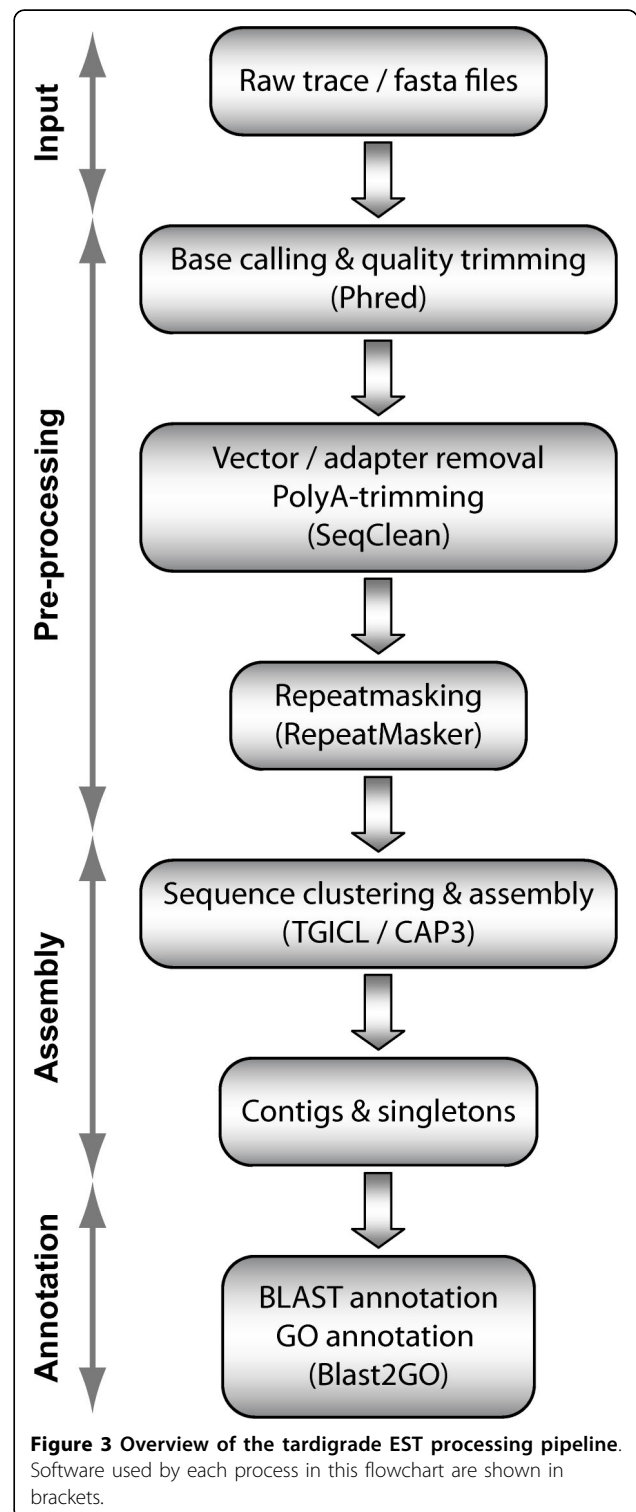 Input
Raw trace / fasta files
Pre-processing
Base calling & quality trimming
(Phred)
Vector / adapter removal
PolyA-trimming
(SeqClean)
Repeatmasking
(RepeatMasker)
Assembly
Sequence clustering & assembly
(TGICL / CAP3)
Contigs & singletons
Annotation
BLAST annotation
GO annotation
(Blast2GO)
Figure 3 Overview of the tardigrade EST processing pipeline.
Software used by each process in this flowchart are shown in
brackets.